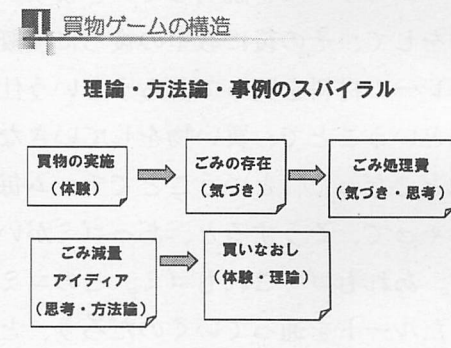 買物ゲームの構造
理論・方法論・事例のスパイラル
買物の実施
(体験)
ごみの存在
(気づき)
ごみ処理費
(気づき・思考)
ごみ減量
アイディア
(思考・方法論)
買いなおし
(体験・理論)